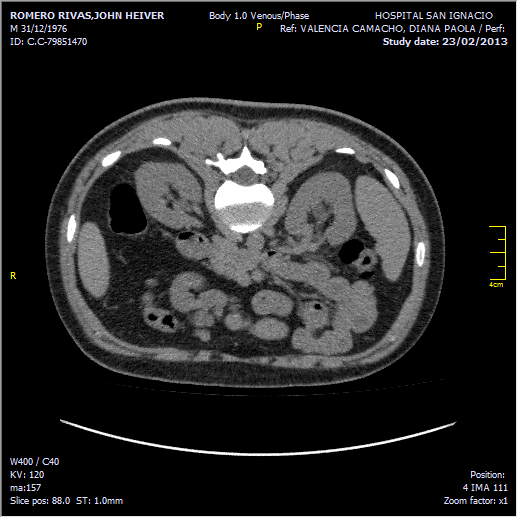 ROMERO RIVAS,JOHN HEIVER
M 31/12/1976
ID: C.C-79851470
Body 1.0 Venous/Phase
P
HOSPITAL SAN IGNACIO
Ref: VALENCIA CAMACHO, DIANA PAOLA / Perf:
Study date: 23/02/2013
R
4cm
W400 / C40
KV: 120
ma:157
Slice pos: 88.0 ST: 1.0mm
Position:
4 IMA 111
Zoom factor: x1